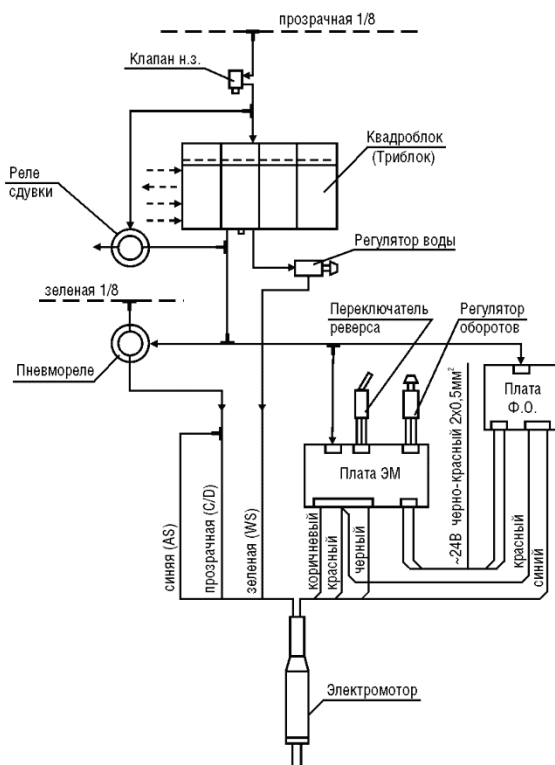 прозрачная 1/8
Клапан н.з.
Квадроблок
(Триблок)
Реле
сдувки
Регулятор воды
зеленая 1/8
Переключатель
реверса
Регулятор
оборотов
Пневмореле
Плата
Ф.О.
Плата ЭМ
~24В черно-красный 2х0,5мм²
синяя (AS)
прозрачная (C/D)
зеленая (WS)
коричневый
красный
черный
красный
синий
Электромотор